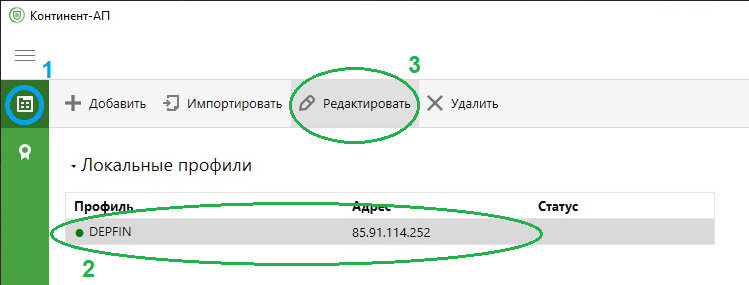 Континент-АП
1
3
Добавить Импортировать Редактировать Удалить
Локальные профили
Профиль Адрес Статус
DEPFIN 85.91.114.252
2